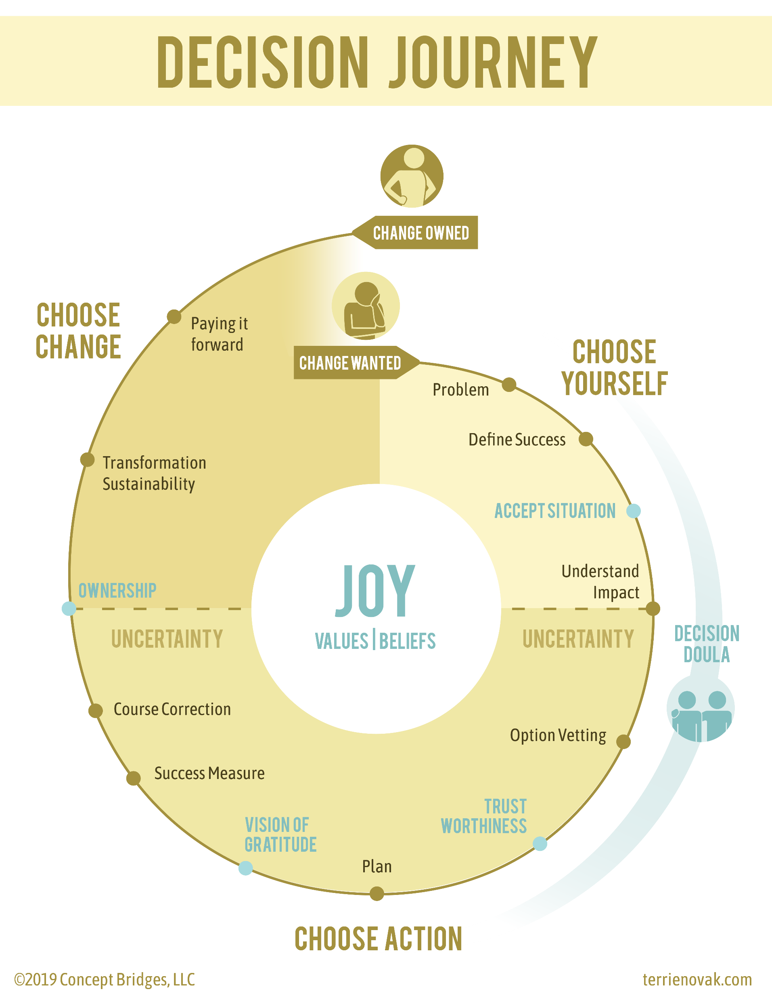 DECISION JOURNEY
CHANGE OWNED
CHOOSE
CHANGE
Paying it
forward
CHANGE WANTED
CHOOSE
YOURSELF
Problem
Define Success
Transformation
Sustainability
ACCEPT SITUATION
Understand
Impact
OWNERSHIP
JOY
VALUES | BELIEFS
UNCERTAINTY
UNCERTAINTY
DECISION
DOULA
Course Correction
Option Vetting
Success Measure
TRUST
WORTHINESS
VISION OF
GRATITUDE
Plan
CHOOSE ACTION
©2019 Concept Bridges, LLC
terrienovak.com